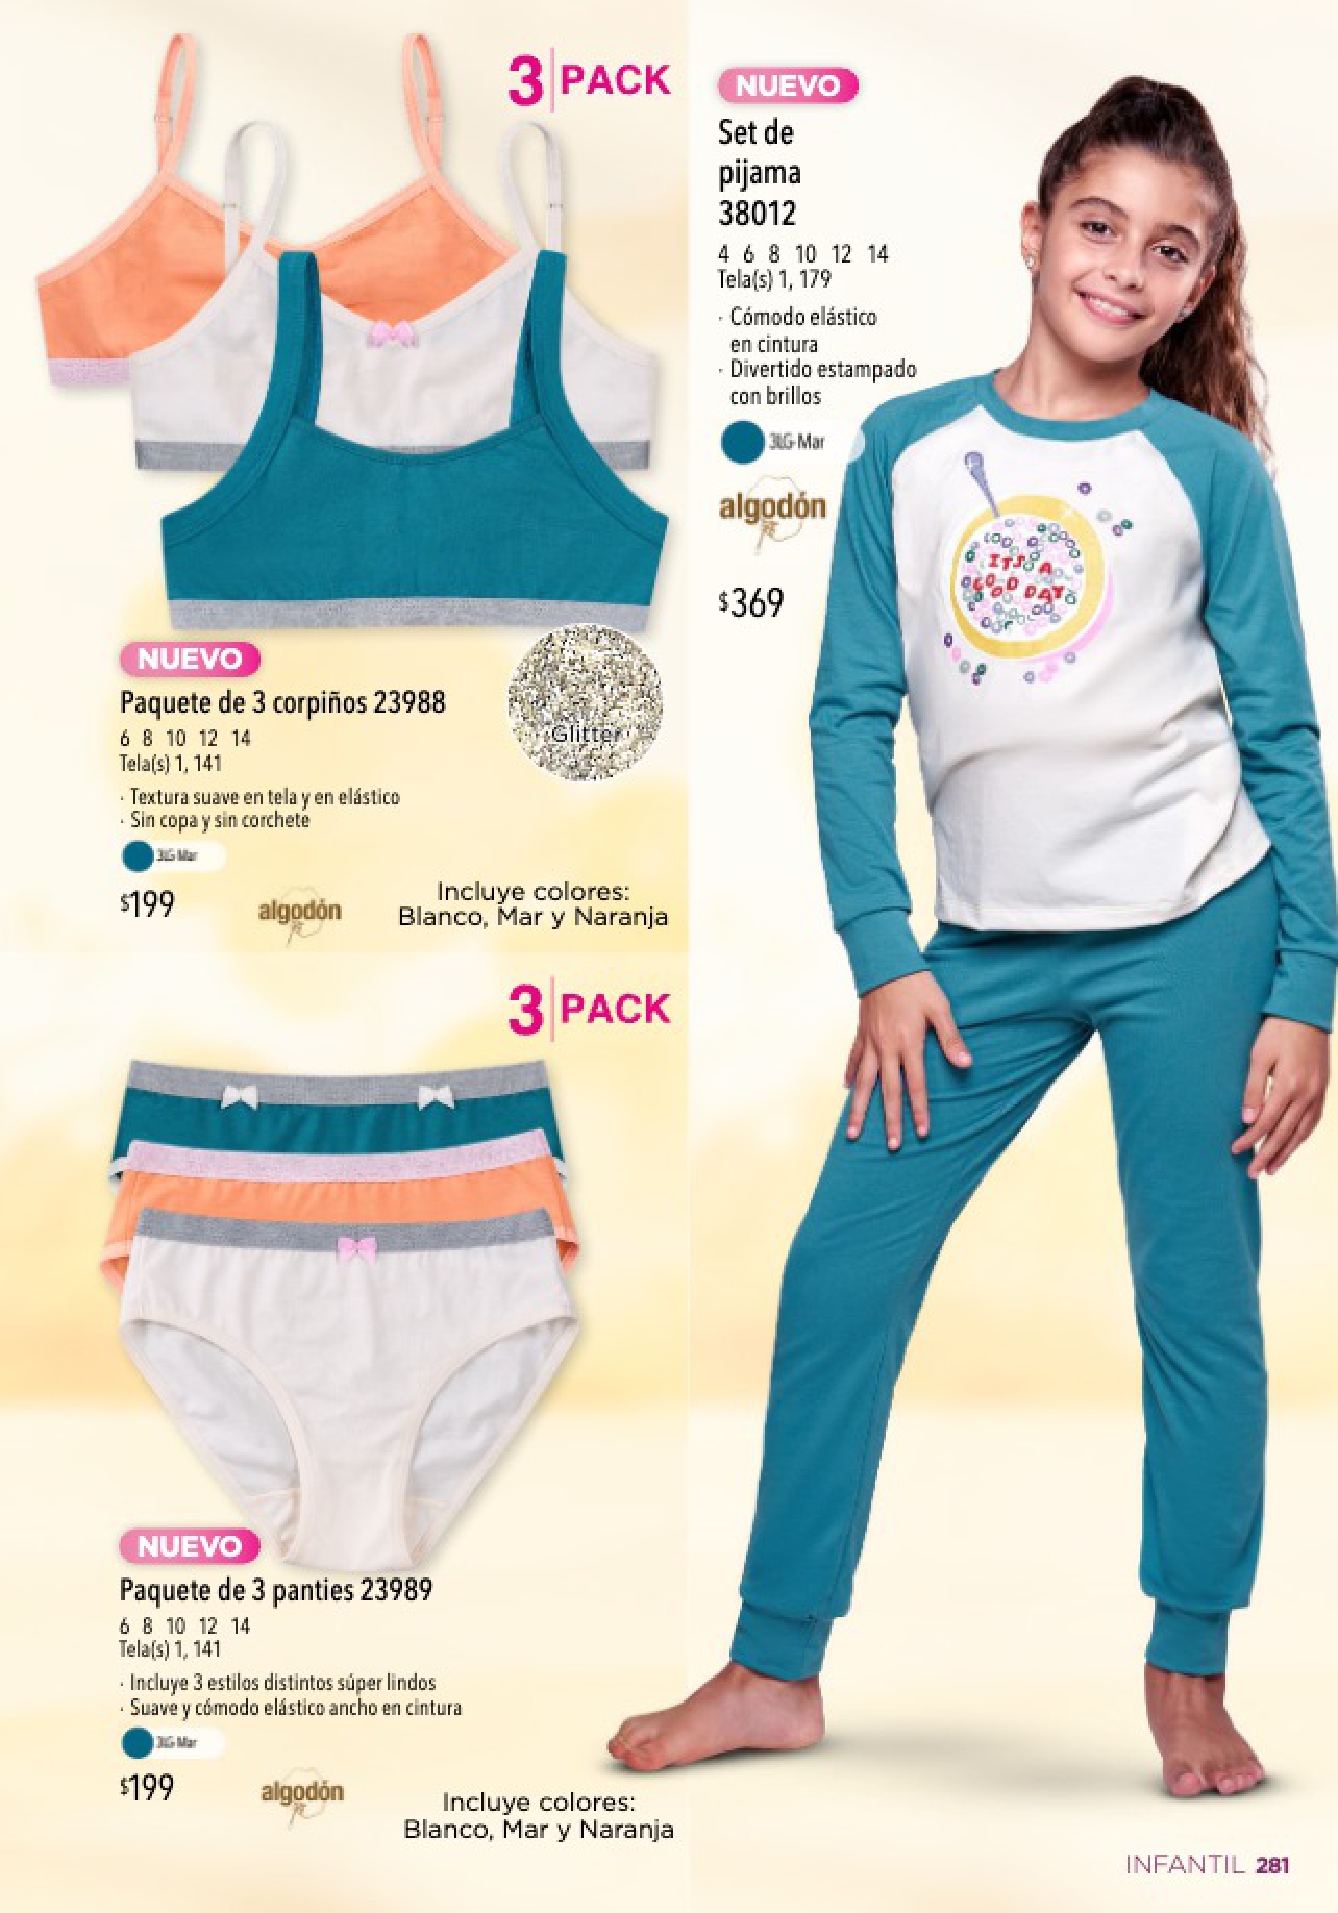 3 PACK
NUEVO
Paquete de 3 corpiños 23988
6 8 10 12 14
Tela(s) 1, 141
· Textura suave en tela y en elástico
· Sin copa y sin corchete
3LG-Mar
$199
algodón
Glitter
Incluye colores:
Blanco, Mar y Naranja
3 PACK
NUEVO
Paquete de 3 panties 23989
6 8 10 12 14
Tela(s) 1, 141
· Incluye 3 estilos distintos súper lindos
· Suave y cómodo elástico ancho en cintura
3LG-Mar
$199
algodón
Incluye colores:
Blanco, Mar y Naranja
NUEVO
Set de
pijama
38012
4 6 8 10 12 14
Tela(s) 1, 179
· Cómodo elástico
en cintura
· Divertido estampado
con brillos
3LG-Mar
algodón
$369
ITS A
GOOD DAY
INFANTIL 281